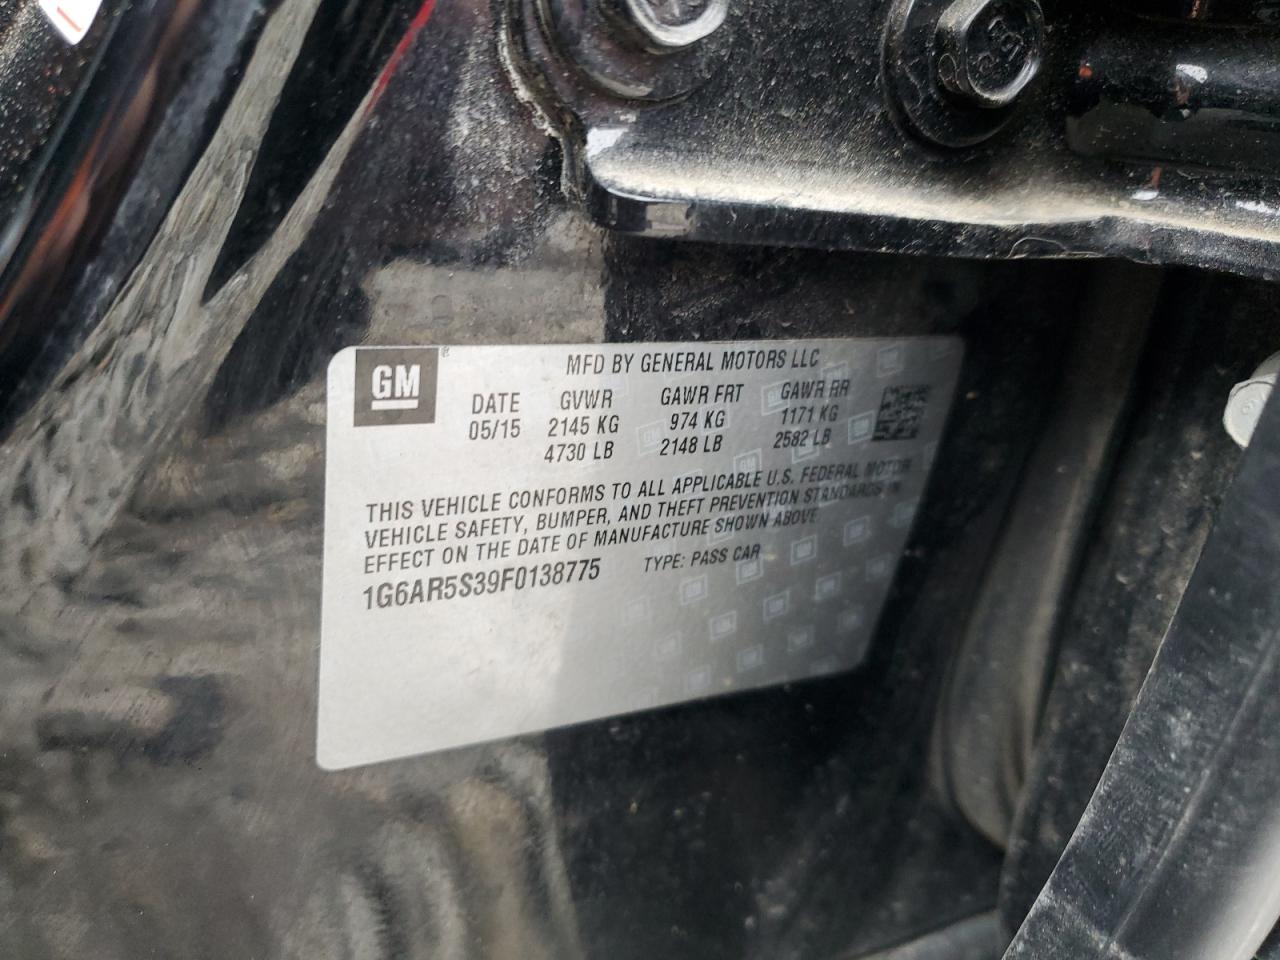 GM
MFD BY GENERAL MOTORS LLC
DATE GVWR GAWR FRT GAWR RR
05/15 2145 KG 974 KG 1171 KG
4730 LB 2148 LB 2582 LB
THIS VEHICLE CONFORMS TO ALL APPLICABLE U.S. FEDERAL MOTOR
VEHICLE SAFETY, BUMPER, AND THEFT PREVENTION STANDARDS IN
EFFECT ON THE DATE OF MANUFACTURE SHOWN ABOVE
1G6AR5S39F0138775 TYPE: PASS CAR